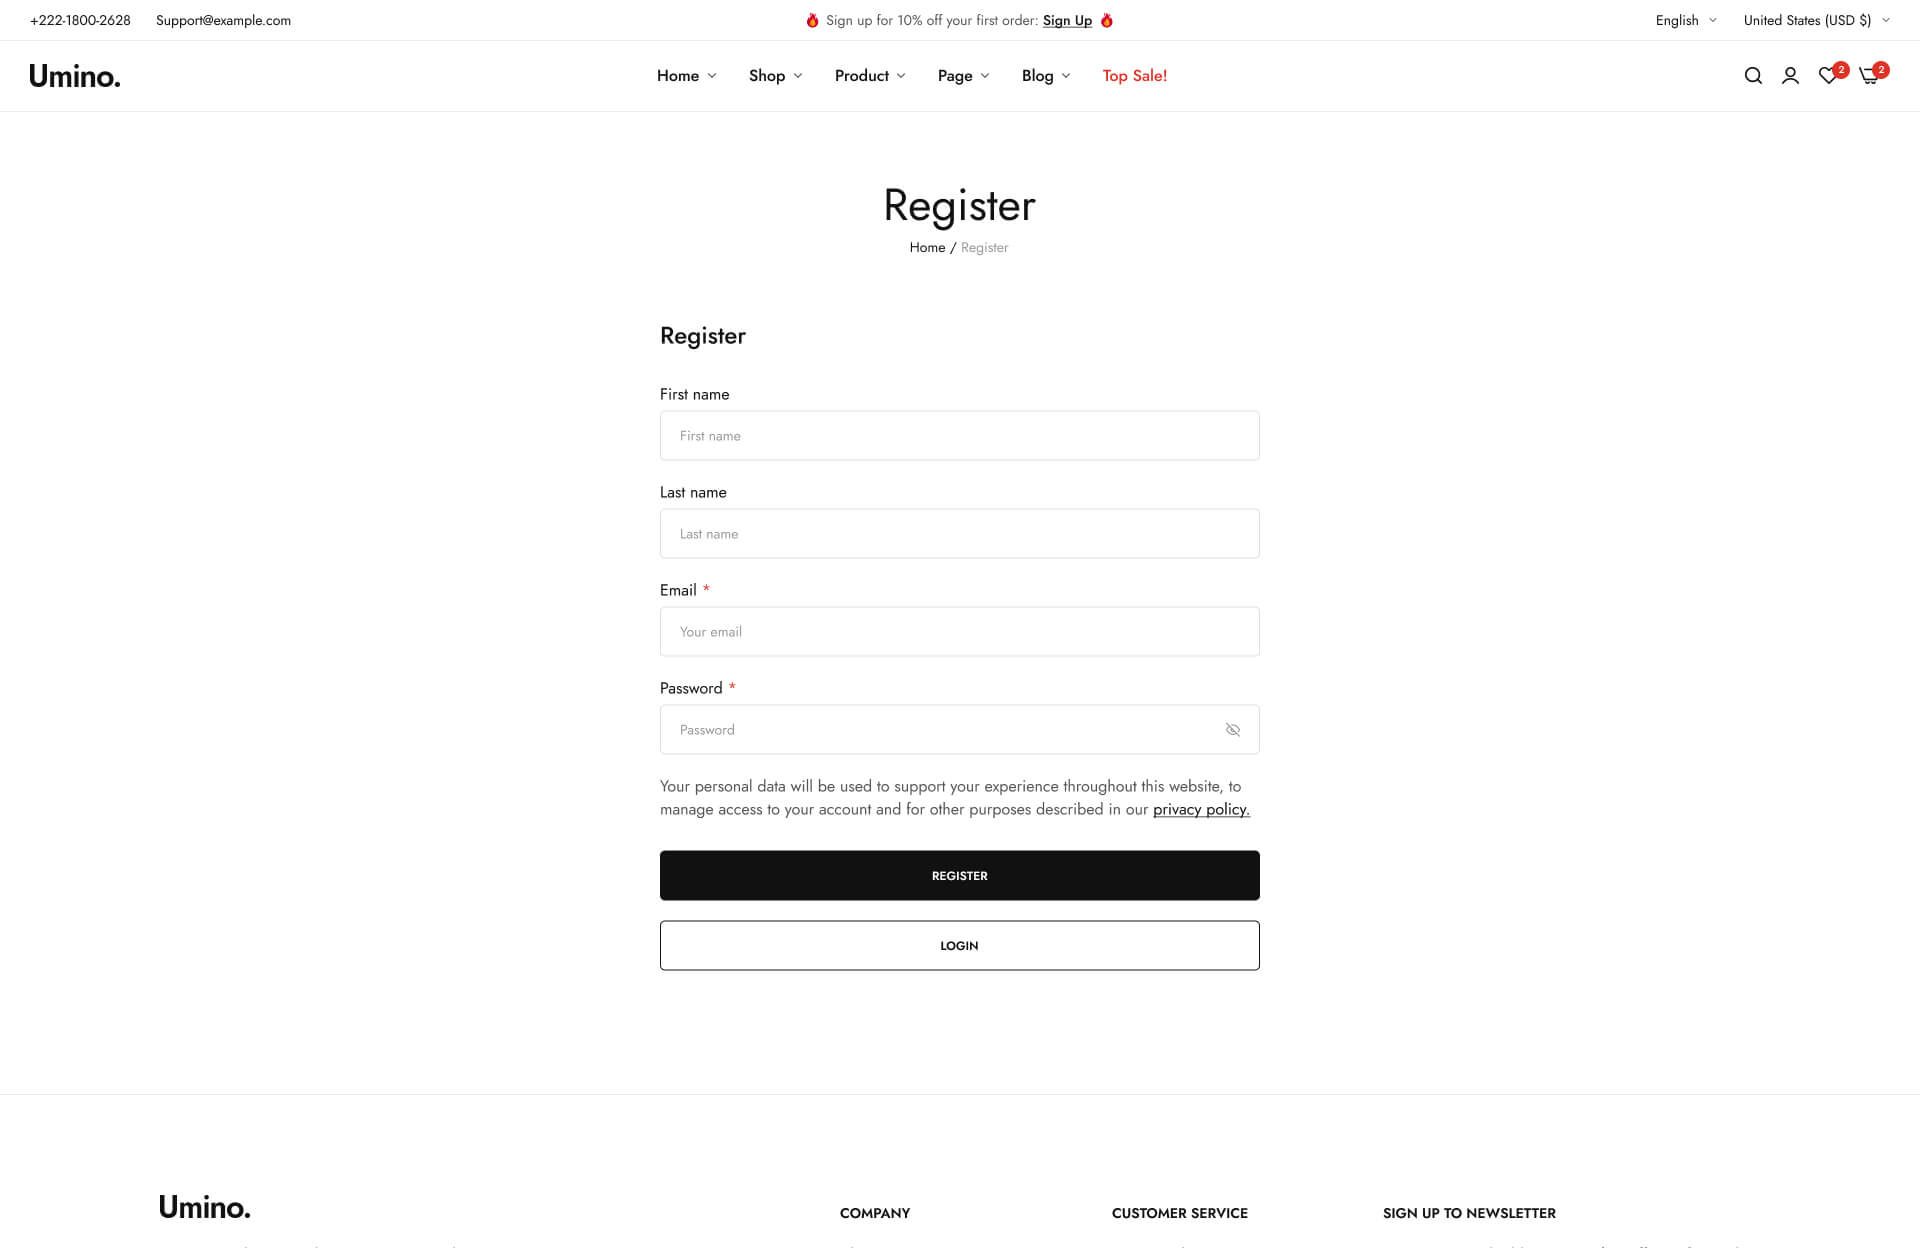 +222-1800-2628 Support@example.com Sign up for 10% off your first order: Sign Up English United States (USD $)
Umino. Home Shop Product Page Blog Top Sale! 2 2
Register
Home / Register
Register
First name
First name
Last name
Last name
Email *
Your email
Password *
Password
Your personal data will be used to support your experience throughout this website, to
manage access to your account and for other purposes described in our privacy policy.
REGISTER
LOGIN
Umino. COMPANY CUSTOMER SERVICE SIGN UP TO NEWSLETTER